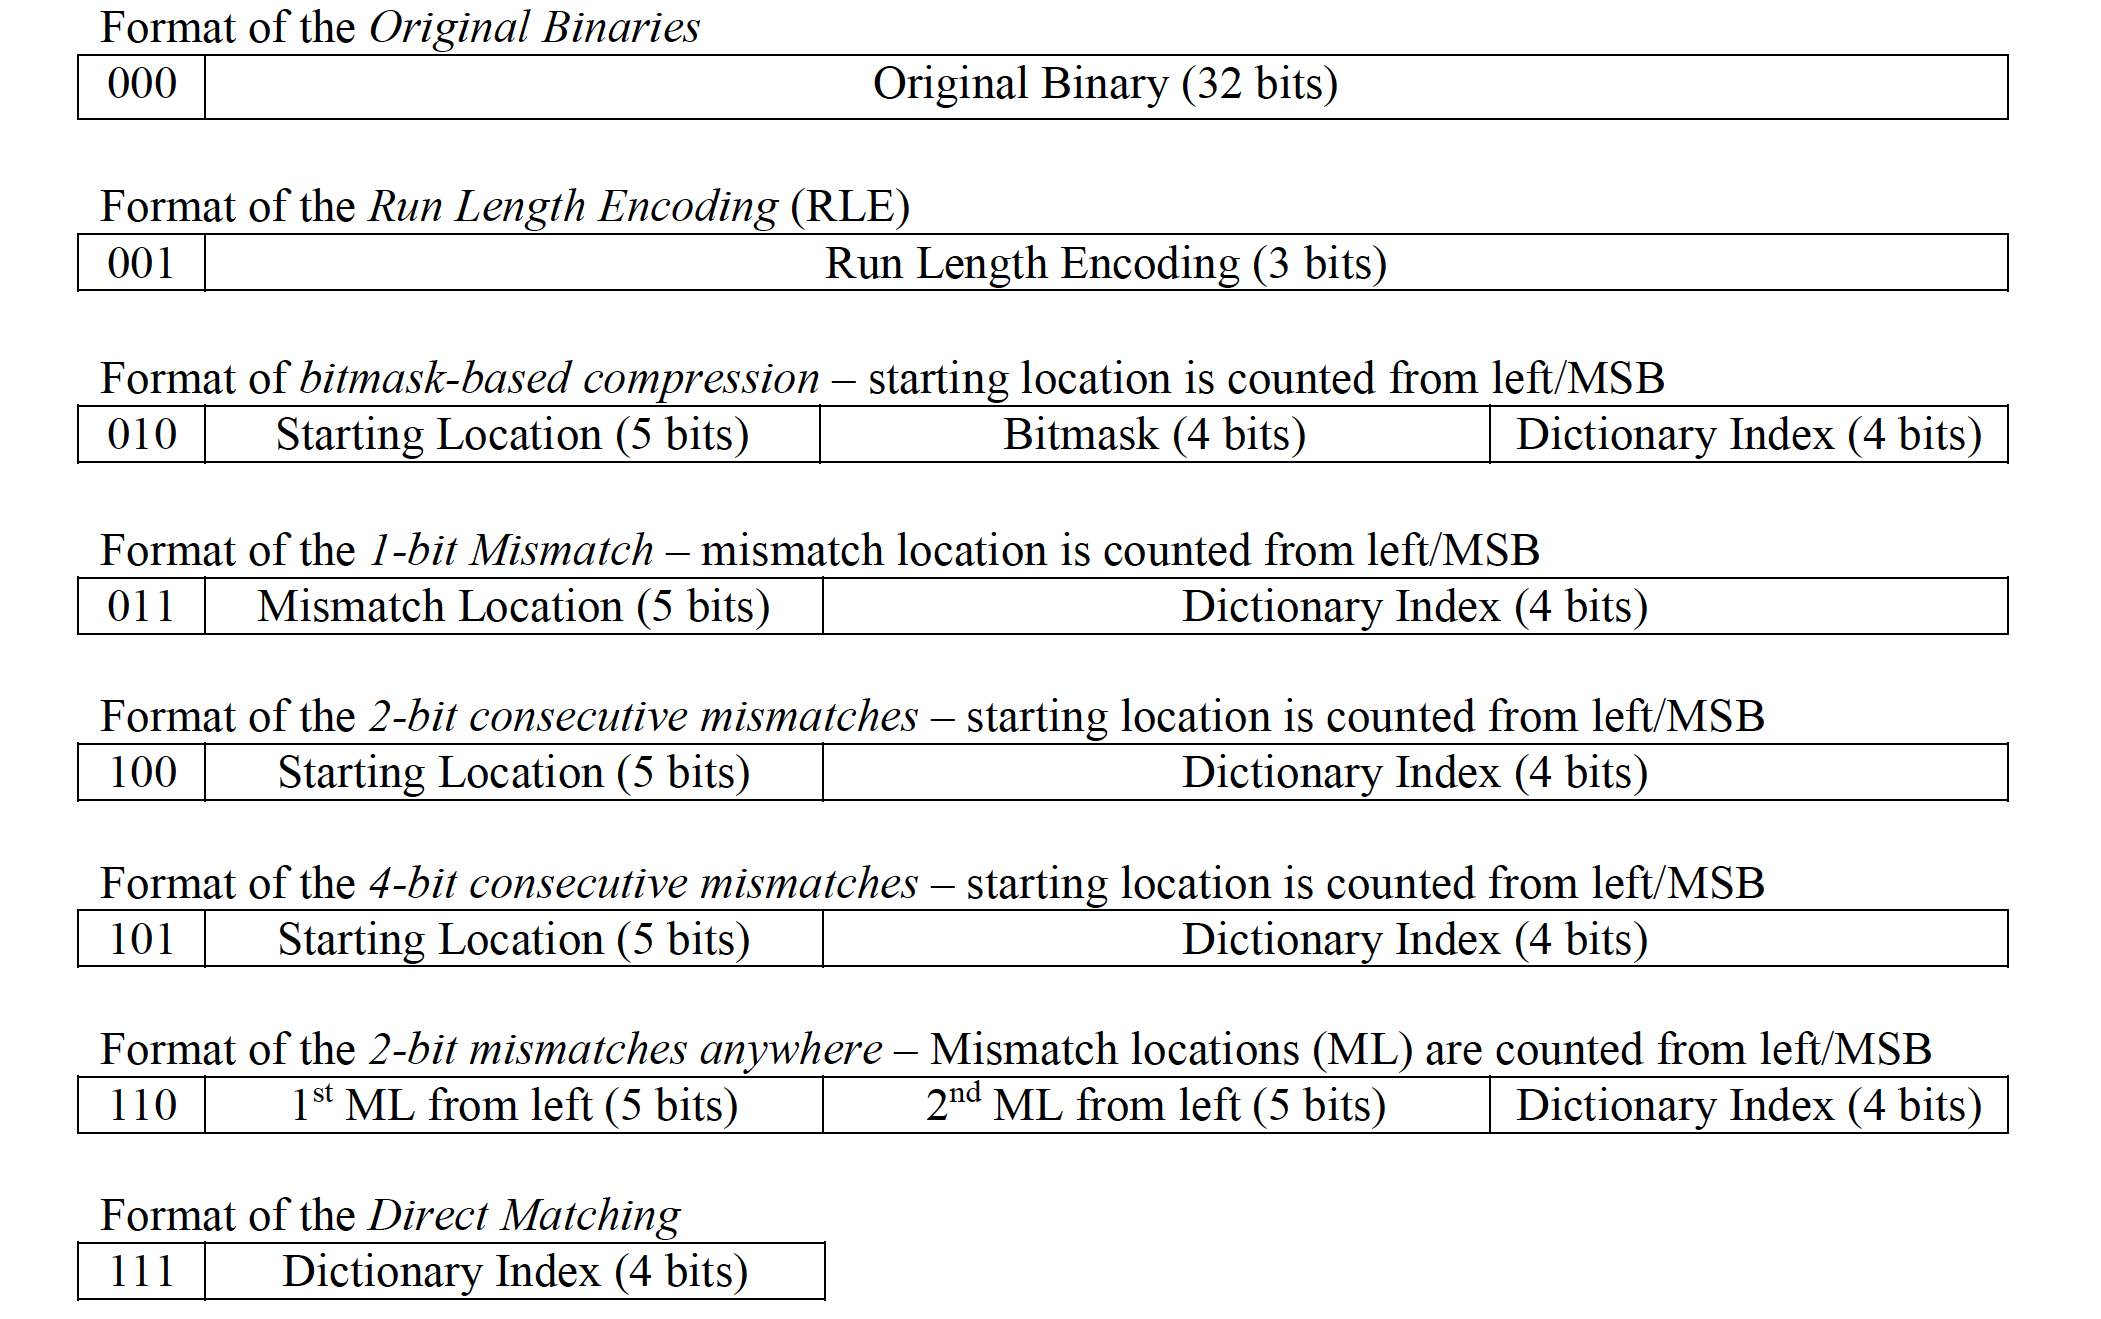 Format of the Original Binaries
000 Original Binary (32 bits)
Format of the Run Length Encoding (RLE)
001 Run Length Encoding (3 bits)
Format of bitmask-based compression – starting location is counted from left/MSB
010 Starting Location (5 bits) Bitmask (4 bits) Dictionary Index (4 bits)
Format of the 1-bit Mismatch – mismatch location is counted from left/MSB
011 Mismatch Location (5 bits) Dictionary Index (4 bits)
Format of the 2-bit consecutive mismatches – starting location is counted from left/MSB
100 Starting Location (5 bits) Dictionary Index (4 bits)
Format of the 4-bit consecutive mismatches – starting location is counted from left/MSB
101 Starting Location (5 bits) Dictionary Index (4 bits)
Format of the 2-bit mismatches anywhere – Mismatch locations (ML) are counted from left/MSB
110 1st ML from left (5 bits) 2nd ML from left (5 bits) Dictionary Index (4 bits)
Format of the Direct Matching
111 Dictionary Index (4 bits)